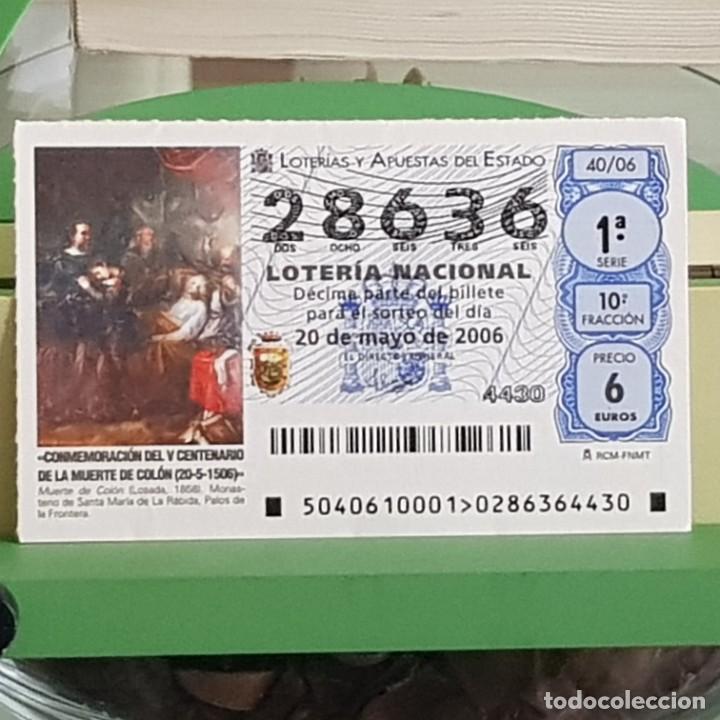 LOTERÍAS Y APUESTAS DEL ESTADO
28636
DOS OCHO SEIS TRES SEIS
LOTERÍA NACIONAL
Décima parte del billete
para el sorteo del día
20 de mayo de 2006
EL DIRECTOR GENERAL
4430
40/06
1ª
SERIE
10ª
FRACCIÓN
PRECIO
6
EUROS
RCM-FNMT
«CONMEMORACIÓN DEL V CENTENARIO
DE LA MUERTE DE COLÓN (20-5-1506)»
Muerte de Colón (Losada, 1858). Monas-
terio de Santa María de La Rábida, Palos de
la Frontera.
5040610001>0286364430
todocoleccion